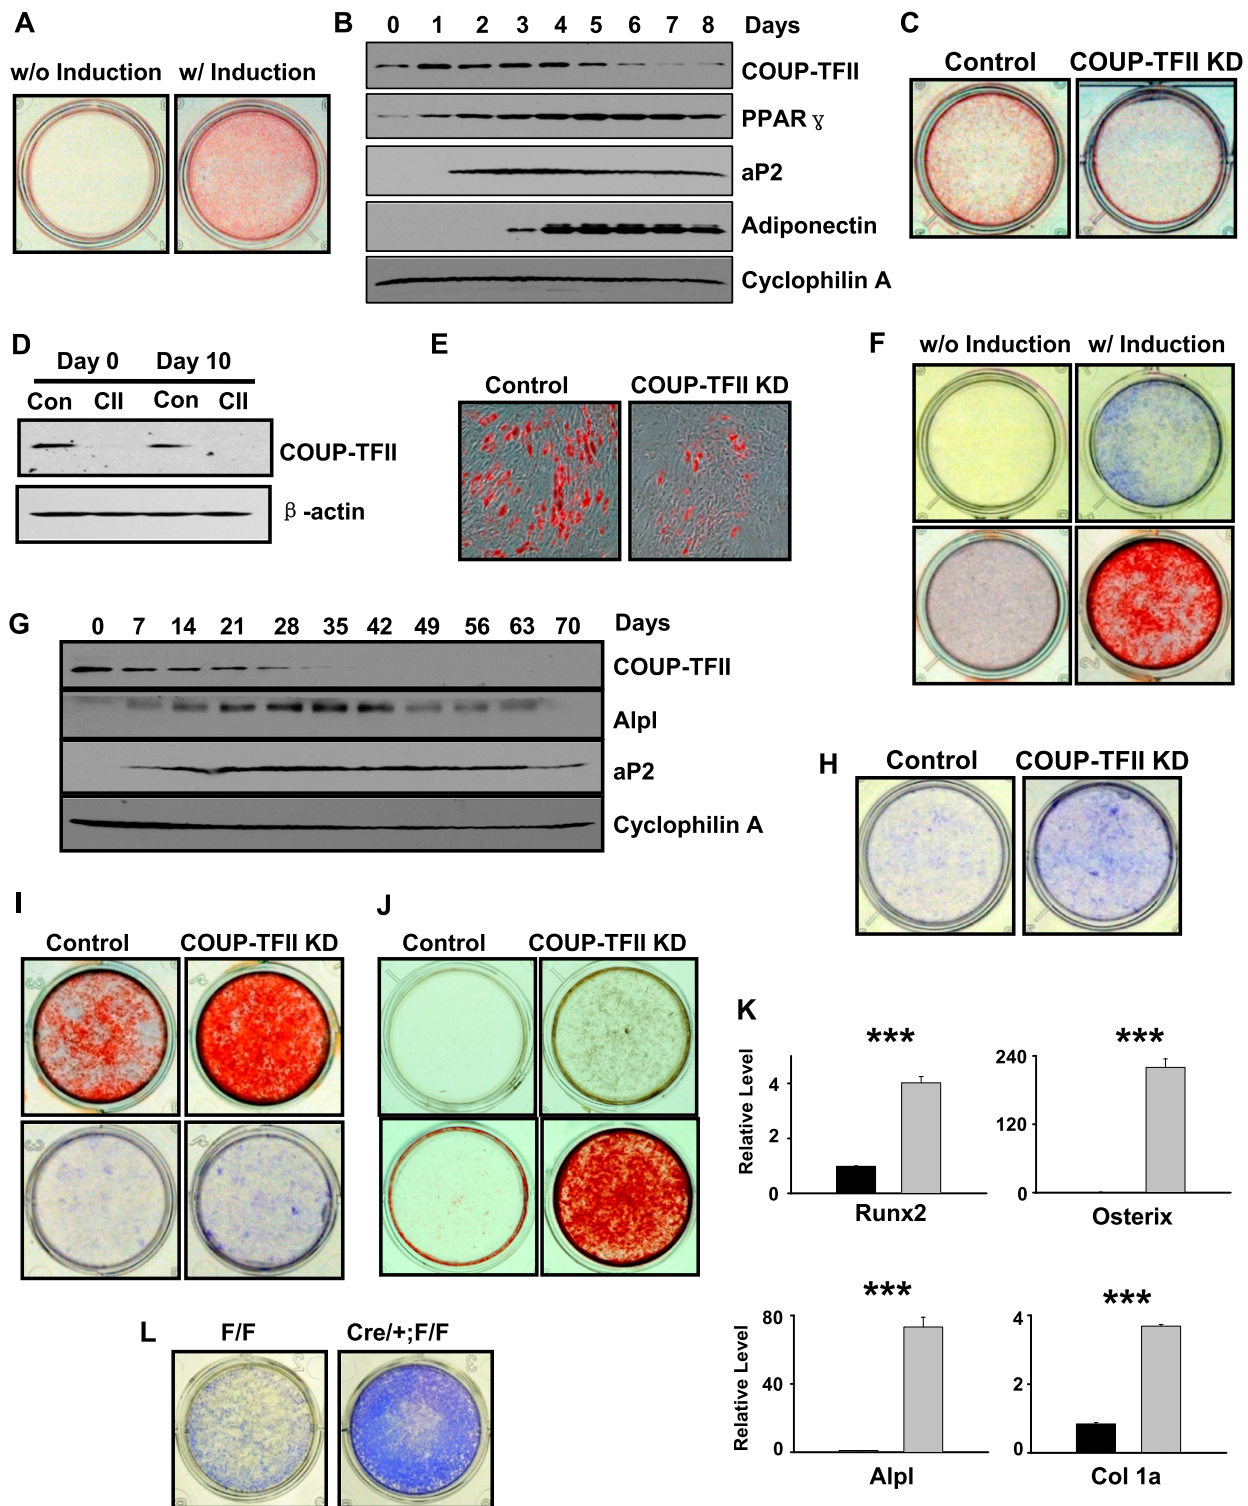 A
w/o Induction w/ Induction
B
0 1 2 3 4 5 6 7 8 Days
COUP-TFII
PPAR ɣ
aP2
Adiponectin
Cyclophilin A
C
Control COUP-TFII KD
D
Day 0 Day 10
Con CII Con CII
COUP-TFII
β-actin
E
Control COUP-TFII KD
F
w/o Induction w/ Induction
G
0 7 14 21 28 35 42 49 56 63 70 Days
COUP-TFII
Alpl
aP2
Cyclophilin A
H
Control COUP-TFII KD
I
Control COUP-TFII KD
J
Control COUP-TFII KD
K
***
Relative Level
4
2
0
Runx2
***
240
120
0
Osterix
***
Relative Level
80
40
0
Alpl
***
4
2
0
Col 1a
L
F/F Cre/+;F/F